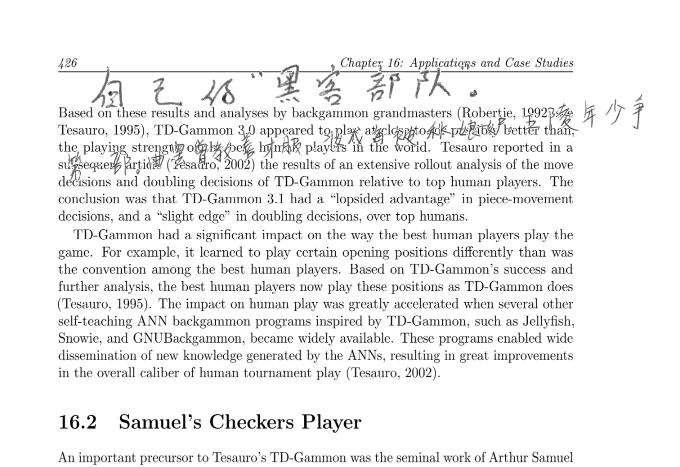 426
Chapter 16: Applications and Case Studies
自己的“黑客部队.
Based on these results and analyses by backgammon grandmasters (Robertie, 1992;
Tesauro, 1995), TD-Gammon 3.0 appeared to play at close to, or possibly better than,
五陵年少争
the playing strength of the best human players in the world. Tesauro reported in a
subsequent article (Tesauro, 2002) the results of an extensive rollout analysis of the move
decisions and doubling decisions of TD-Gammon relative to top human players. The
conclusion was that TD-Gammon 3.1 had a “lopsided advantage” in piece-movement
decisions, and a “slight edge” in doubling decisions, over top humans.
TD-Gammon had a significant impact on the way the best human players play the
game. For example, it learned to play certain opening positions differently than was
the convention among the best human players. Based on TD-Gammon’s success and
further analysis, the best human players now play these positions as TD-Gammon does
(Tesauro, 1995). The impact on human play was greatly accelerated when several other
self-teaching ANN backgammon programs inspired by TD-Gammon, such as Jellyfish,
Snowie, and GNUBackgammon, became widely available. These programs enabled wide
dissemination of new knowledge generated by the ANNs, resulting in great improvements
in the overall caliber of human tournament play (Tesauro, 2002).
16.2 Samuel’s Checkers Player
An important precursor to Tesauro’s TD-Gammon was the seminal work of Arthur Samuel